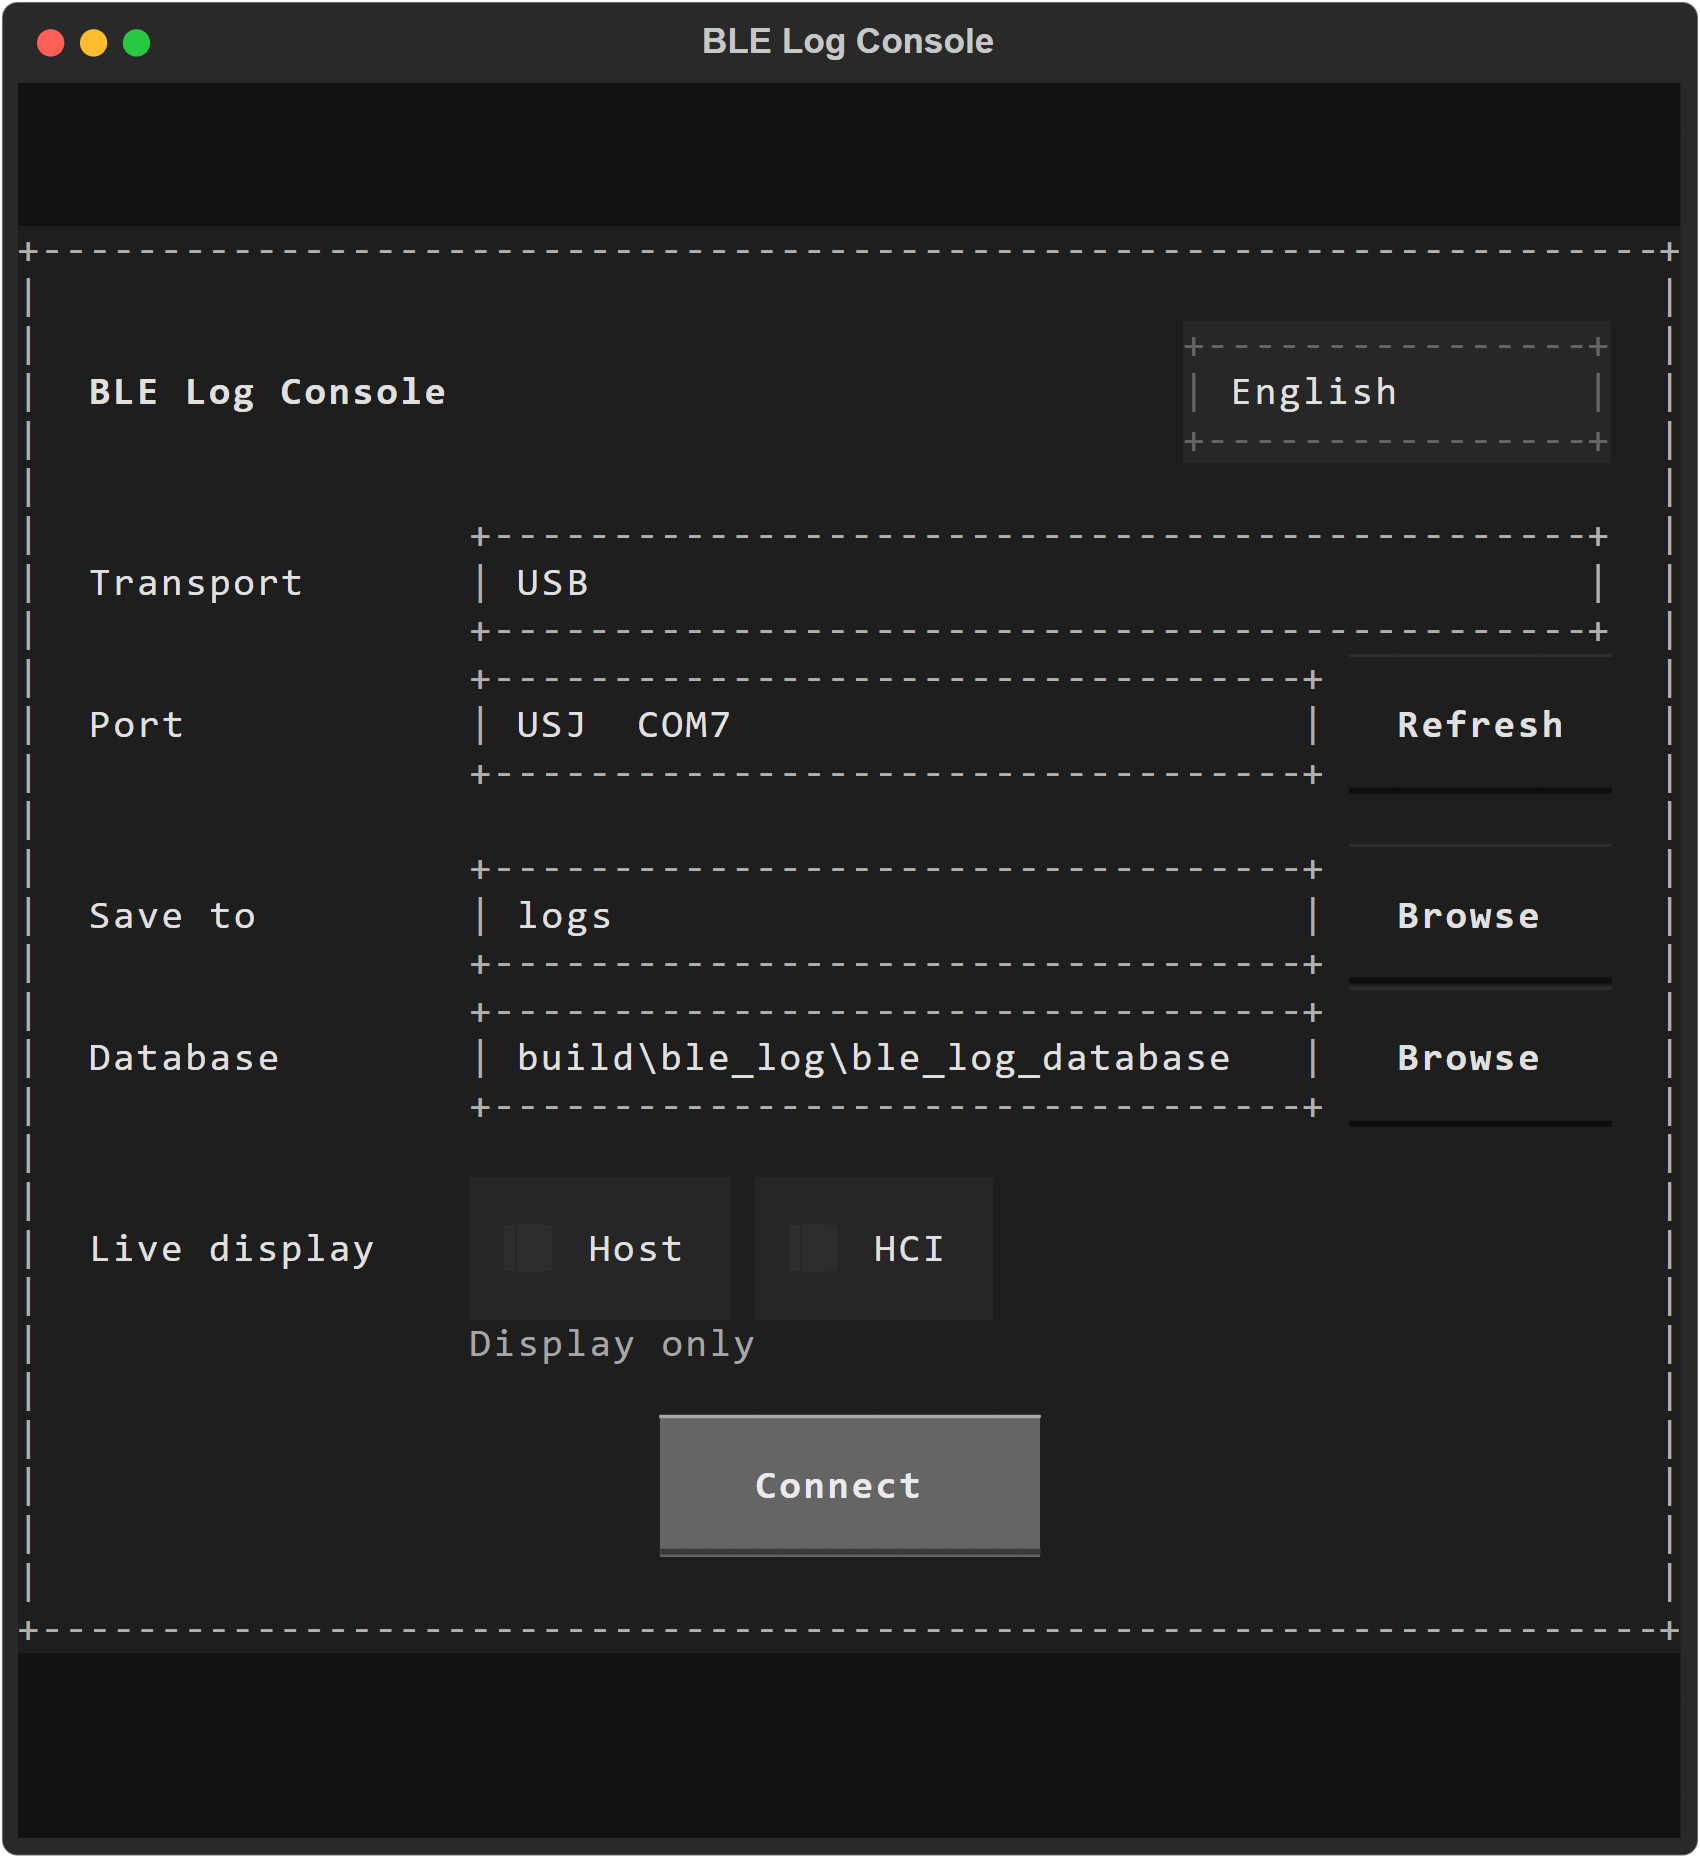 BLE Log Console
BLE Log Console
English
Transport
USB
Port
USJ  COM7
Refresh
Save to
logs
Browse
Database
build\ble_log\ble_log_database
Browse
Live display
Host
HCI
Display only
Connect